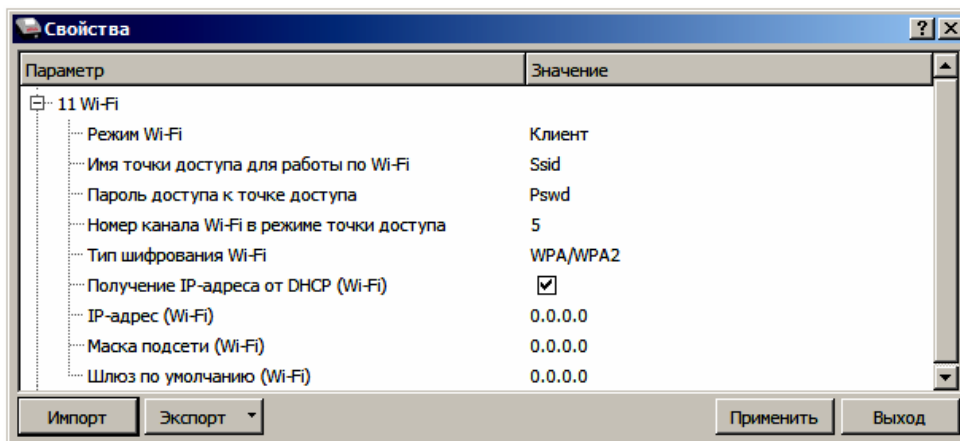 Свойства
Параметр Значение
11 Wi-Fi
Режим Wi-Fi Клиент
Имя точки доступа для работы по Wi-Fi Ssid
Пароль доступа к точке доступа Pswd
Номер канала Wi-Fi в режиме точки доступа 5
Тип шифрования Wi-Fi WPA/WPA2
Получение IP-адреса от DHCP (Wi-Fi)
IP-адрес (Wi-Fi) 0.0.0.0
Маска подсети (Wi-Fi) 0.0.0.0
Шлюз по умолчанию (Wi-Fi) 0.0.0.0
Импорт Экспорт Применить Выход